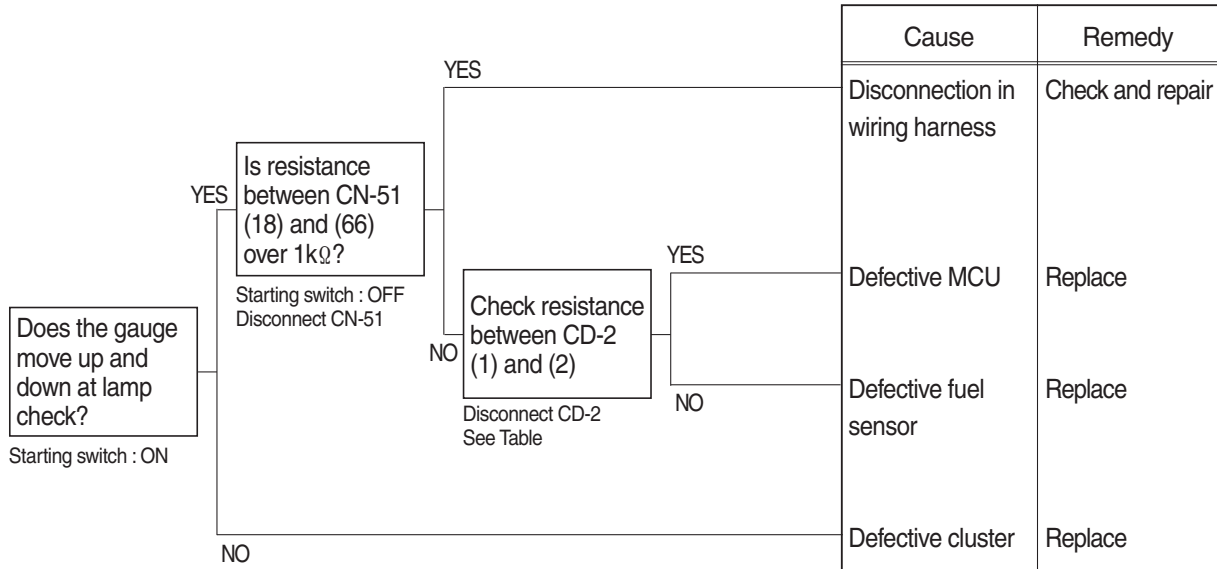 Cause
Remedy
YES
Disconnection in
wiring harness
Check and repair
YES
Is resistance
between CN-51
(18) and (66)
over 1kΩ?
Starting switch : OFF
Disconnect CN-51
YES
Defective MCU
Replace
NO
Check resistance
between CD-2
(1) and (2)
Disconnect CD-2
See Table
NO
Defective fuel
sensor
Replace
Does the gauge
move up and
down at lamp
check?
Starting switch : ON
NO
Defective cluster
Replace